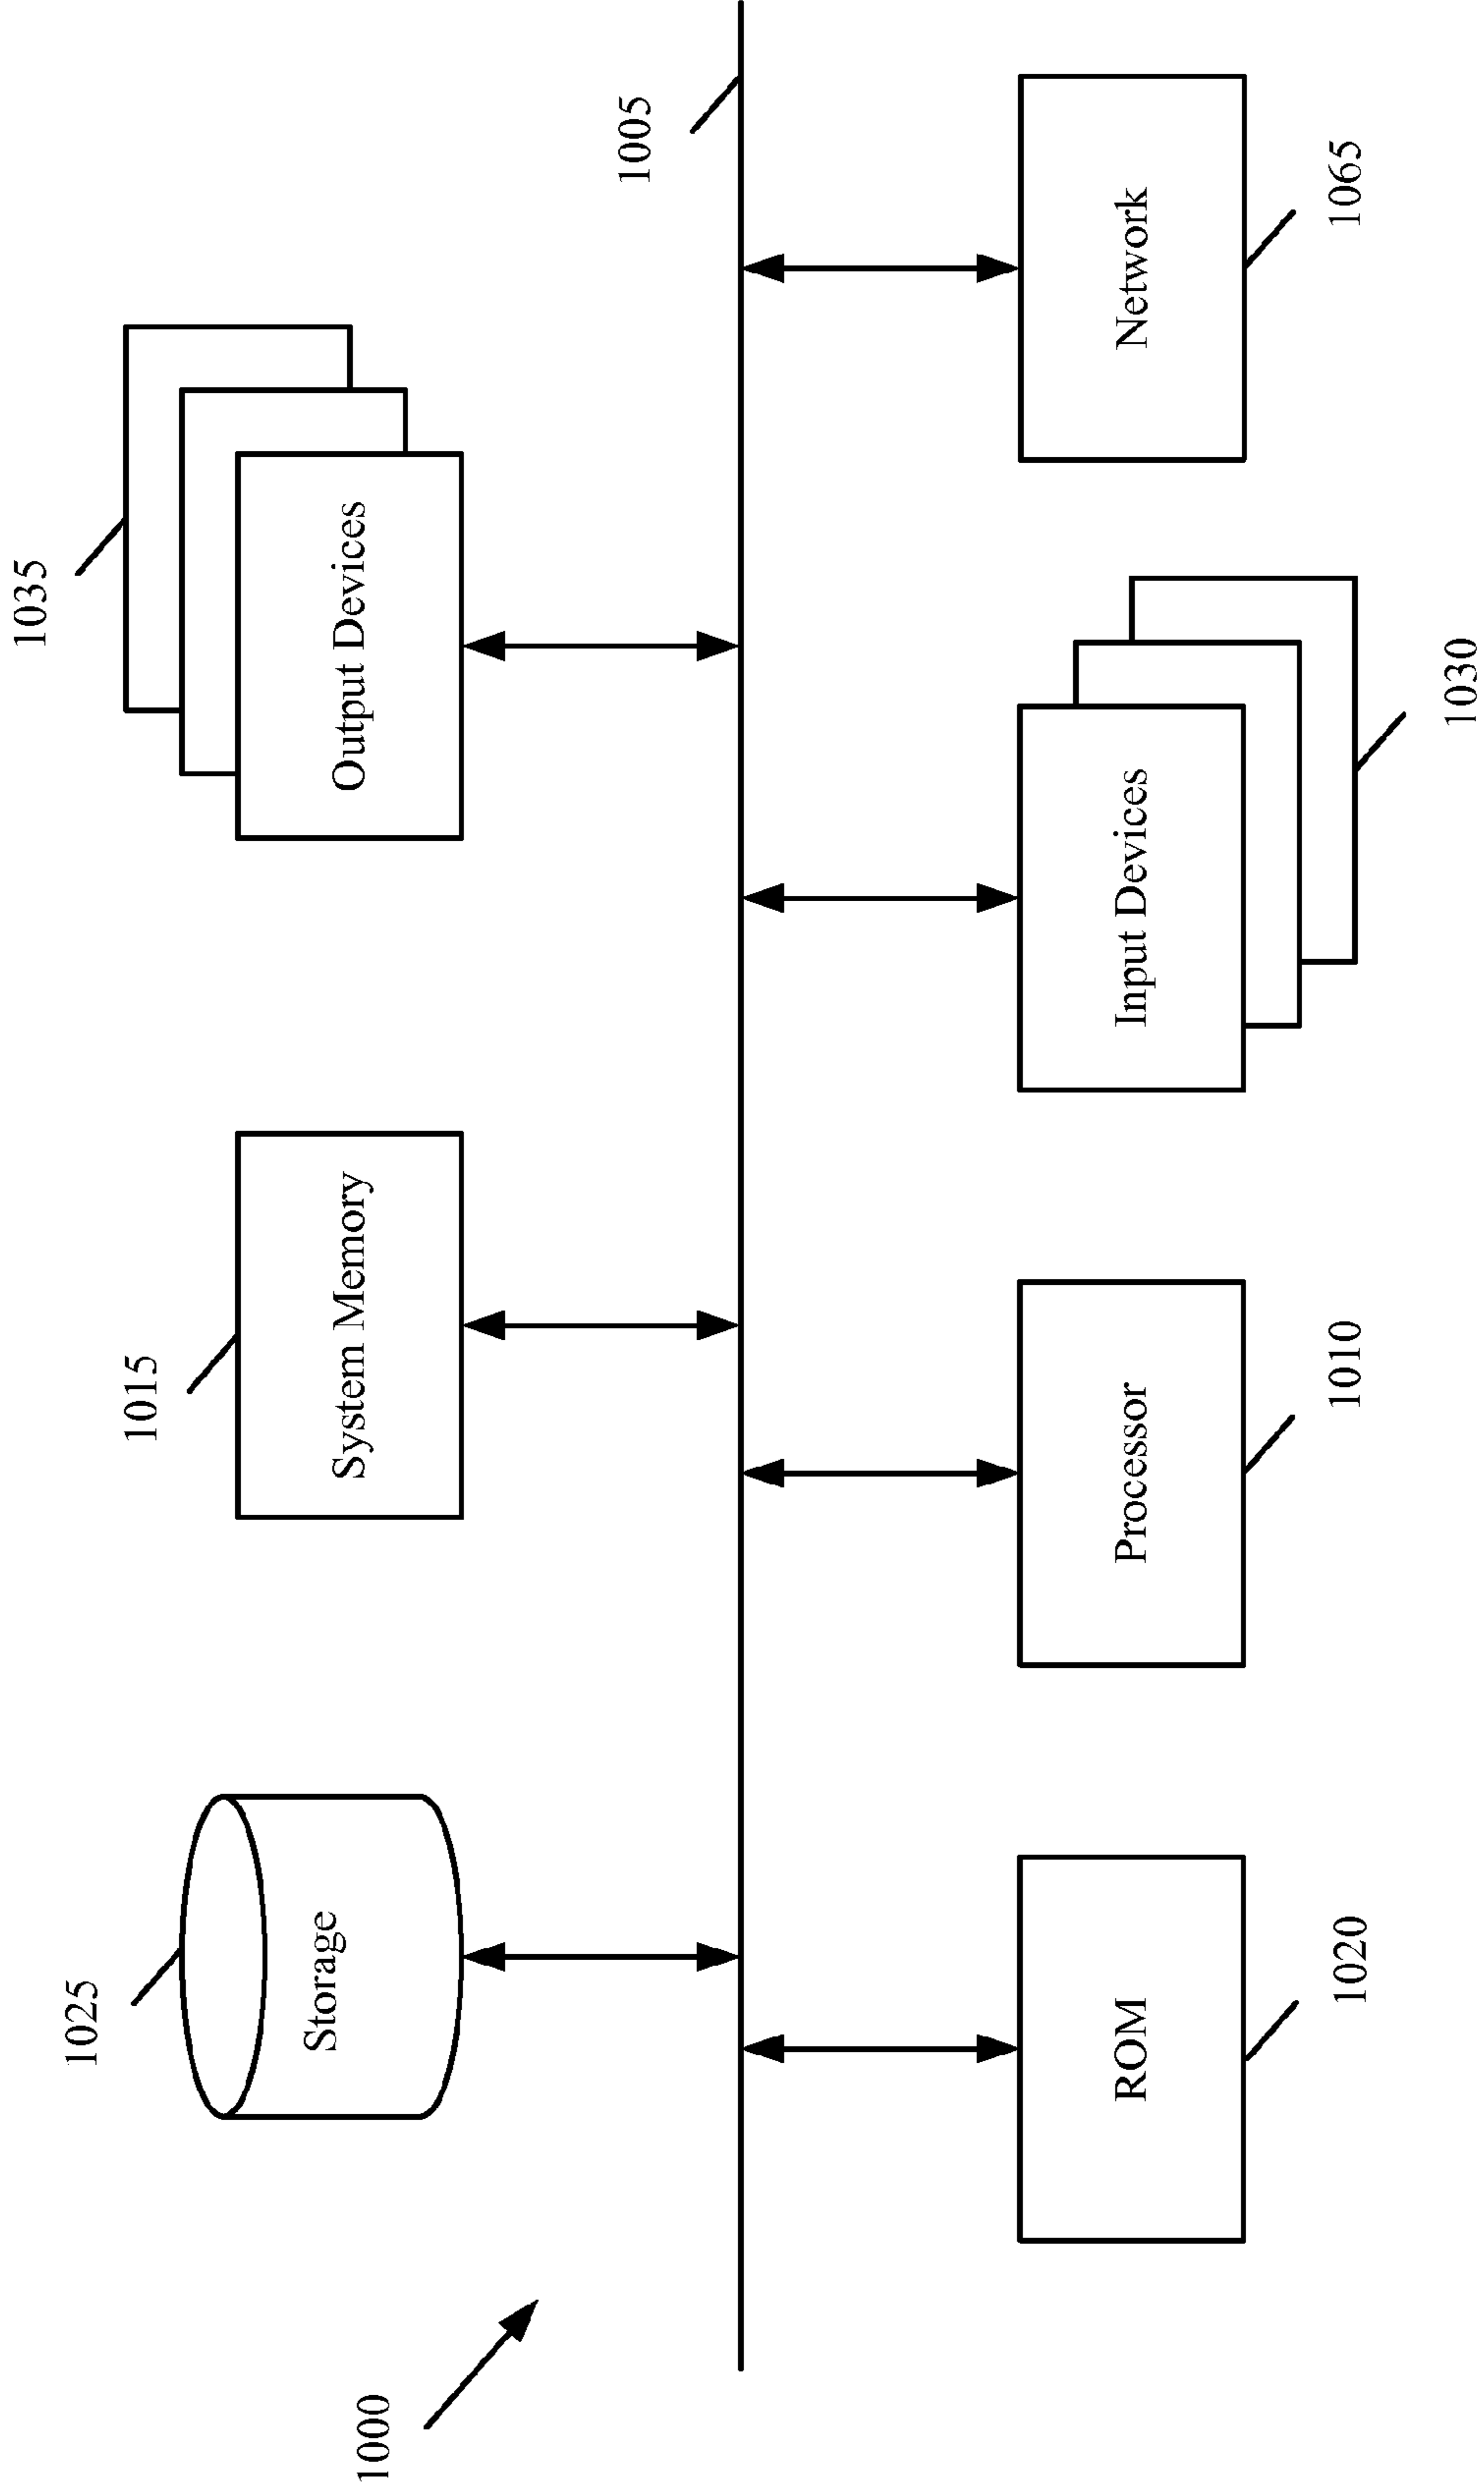 1035
1005
1015
1025
Output Devices
System Memory
Storage
1000
Network
Input Devices
Processor
ROM
1065
1030
1010
1020